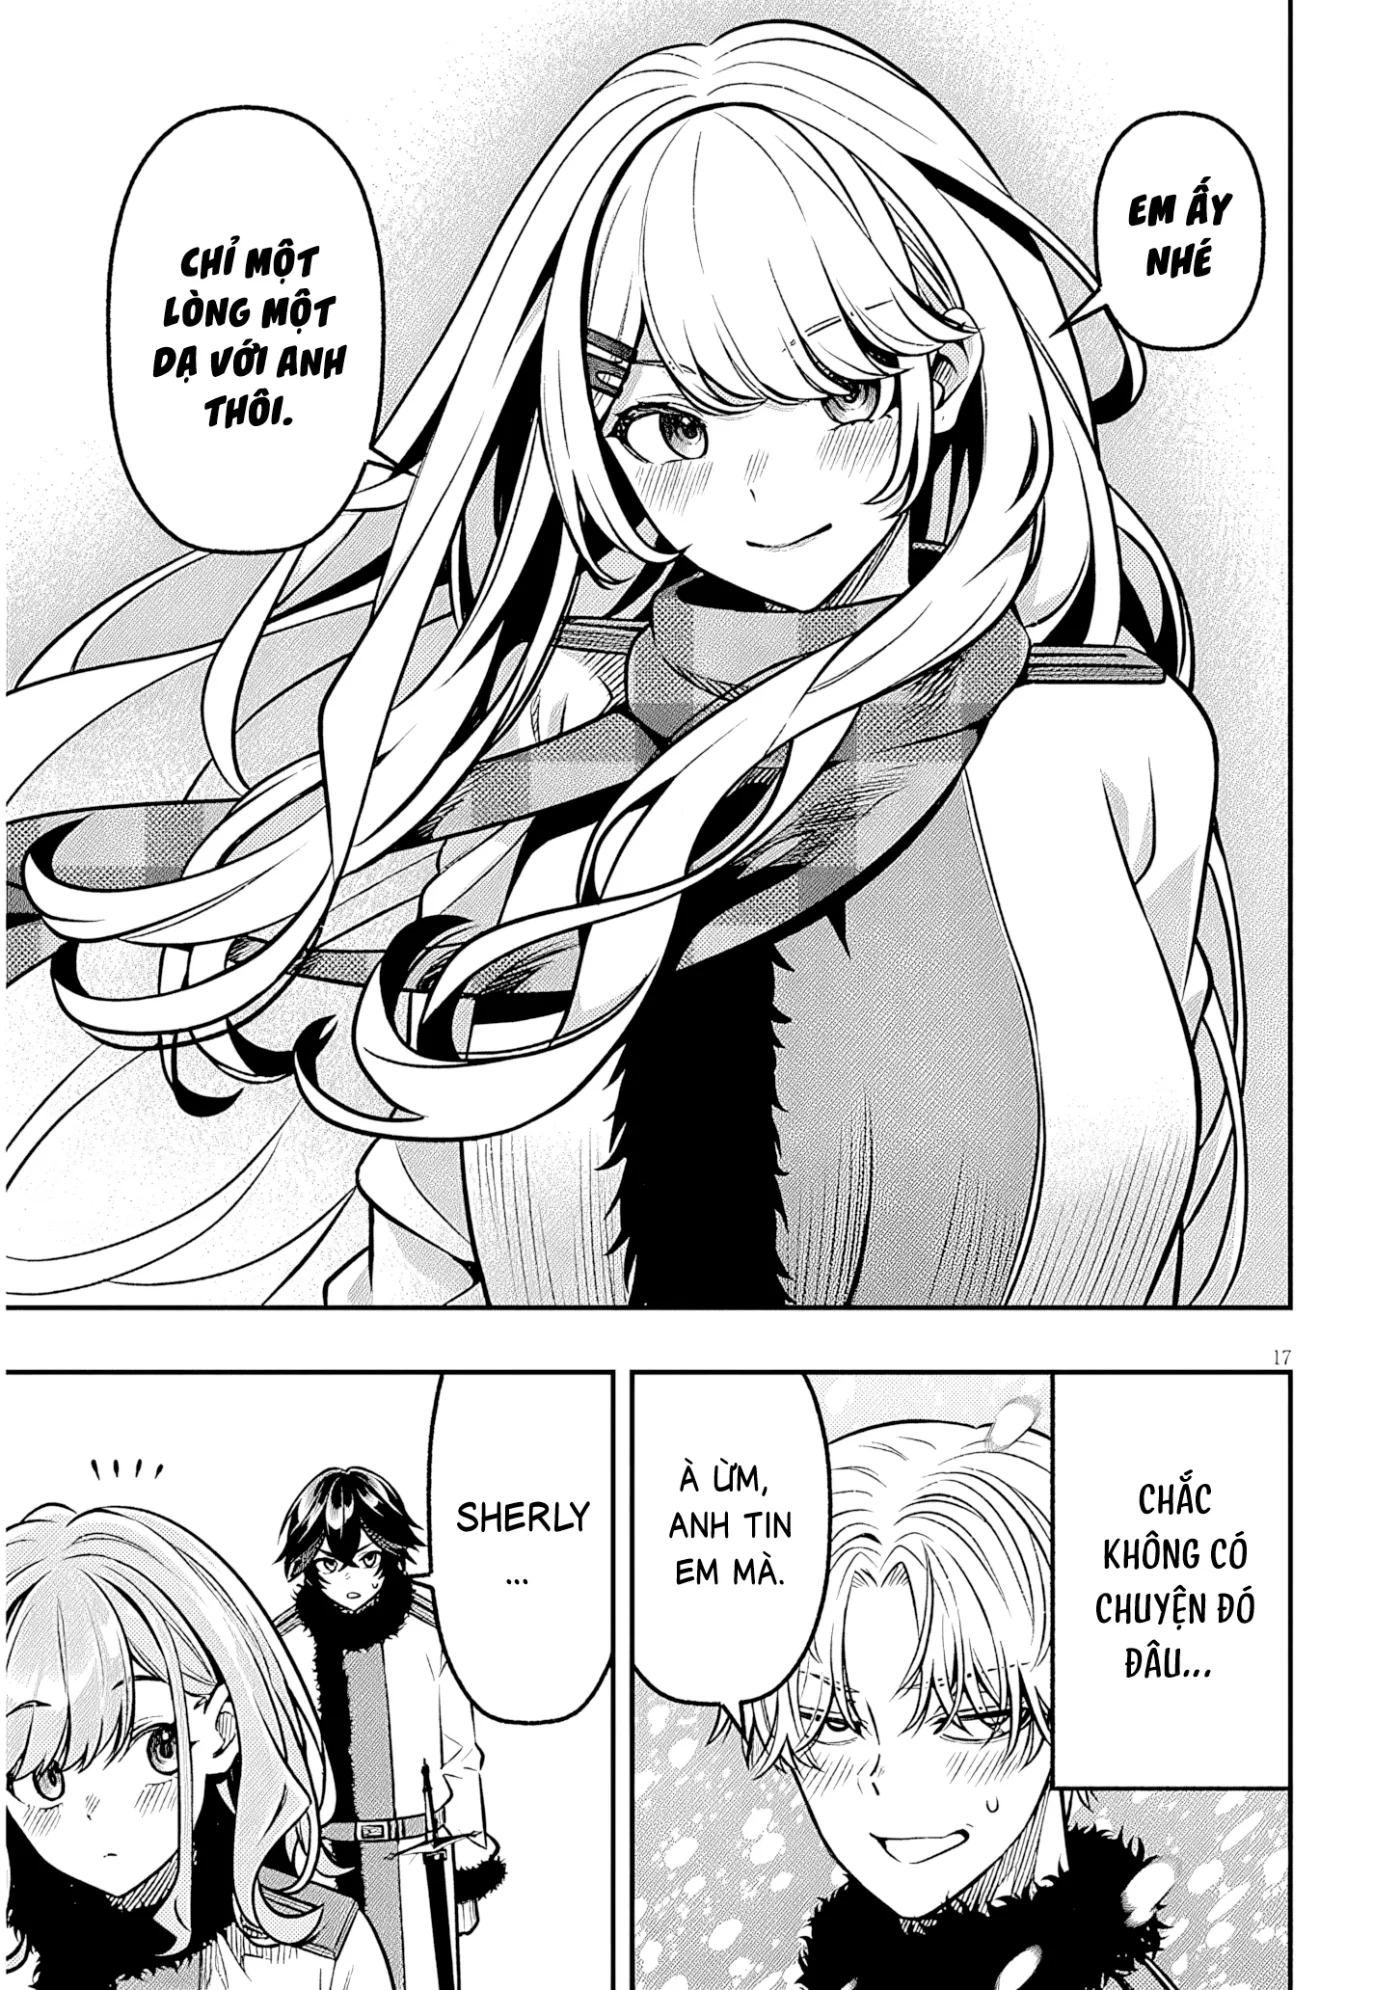 EM ẤY
NHÉ
CHỈ MỘT
LÒNG MỘT
DẠ VỚI ANH
THÔI.
17
CHẮC
KHÔNG CÓ
CHUYỆN ĐÓ
ĐÂU...
À ỪM,
ANH TIN
EM MÀ.
SHERLY
...